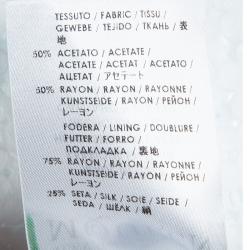 TESSUTO / FABRIC / TISSU /
GEWEBE / TEJIDO / ТКАНЬ / 表
地
50% ACETATO / ACETATE /
ACETATE / ACETAT / ACETATO /
АЦЕТАТ / アセテート
50% RAYON / RAYON / RAYONNE /
KUNSTSEIDE / RAYON / РЕЙОН /
レーヨン
FODERA / LINING / DOUBLURE /
FUTTER / FORRO /
ПОДКЛАДКА / 裏地
75% RAYON / RAYON / RAYONNE /
KUNSTSEIDE / RAYON / РЕЙОН /
レーヨン
25% SETA / SILK / SOIE / SEIDE /
SEDA / ШЁЛК / 絹